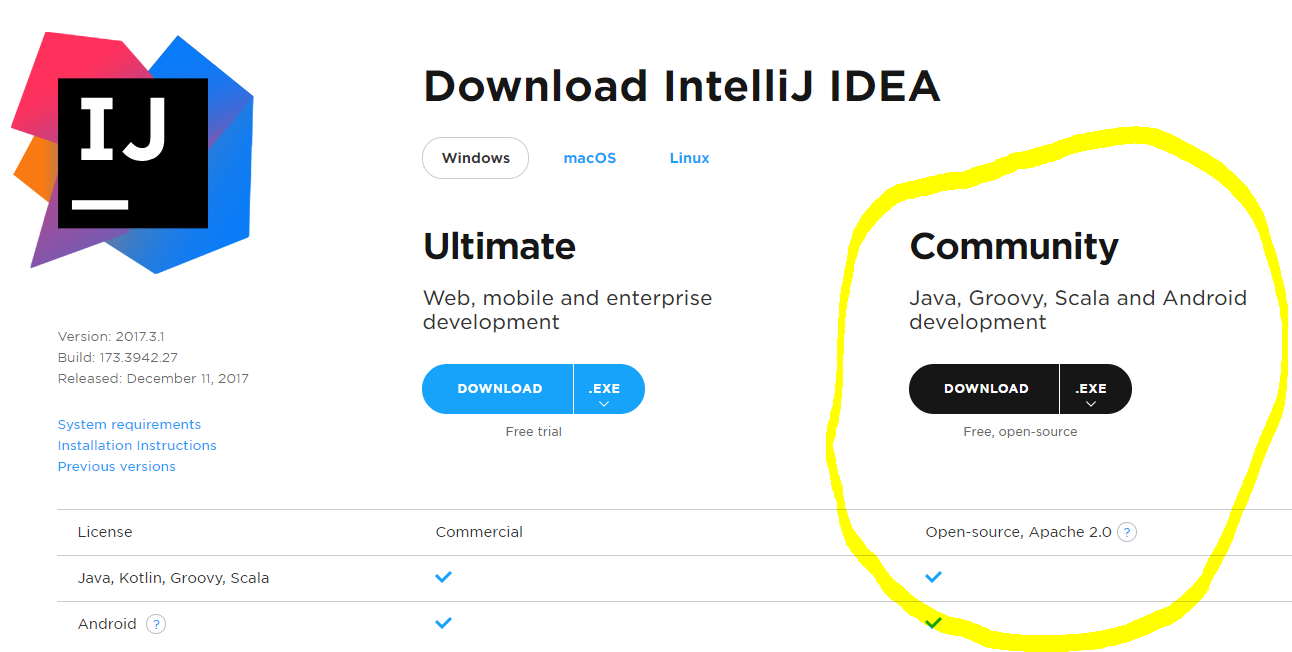 IJ
Download IntelliJ IDEA
Windows macOS Linux
Ultimate
Web, mobile and enterprise
development
DOWNLOAD .EXE
Free trial
Community
Java, Groovy, Scala and Android
development
DOWNLOAD .EXE
Free, open-source
Version: 2017.3.1
Build: 173.3942.27
Released: December 11, 2017
System requirements
Installation Instructions
Previous versions
License Commercial Open-source, Apache 2.0 ?
Java, Kotlin, Groovy, Scala
Android ?